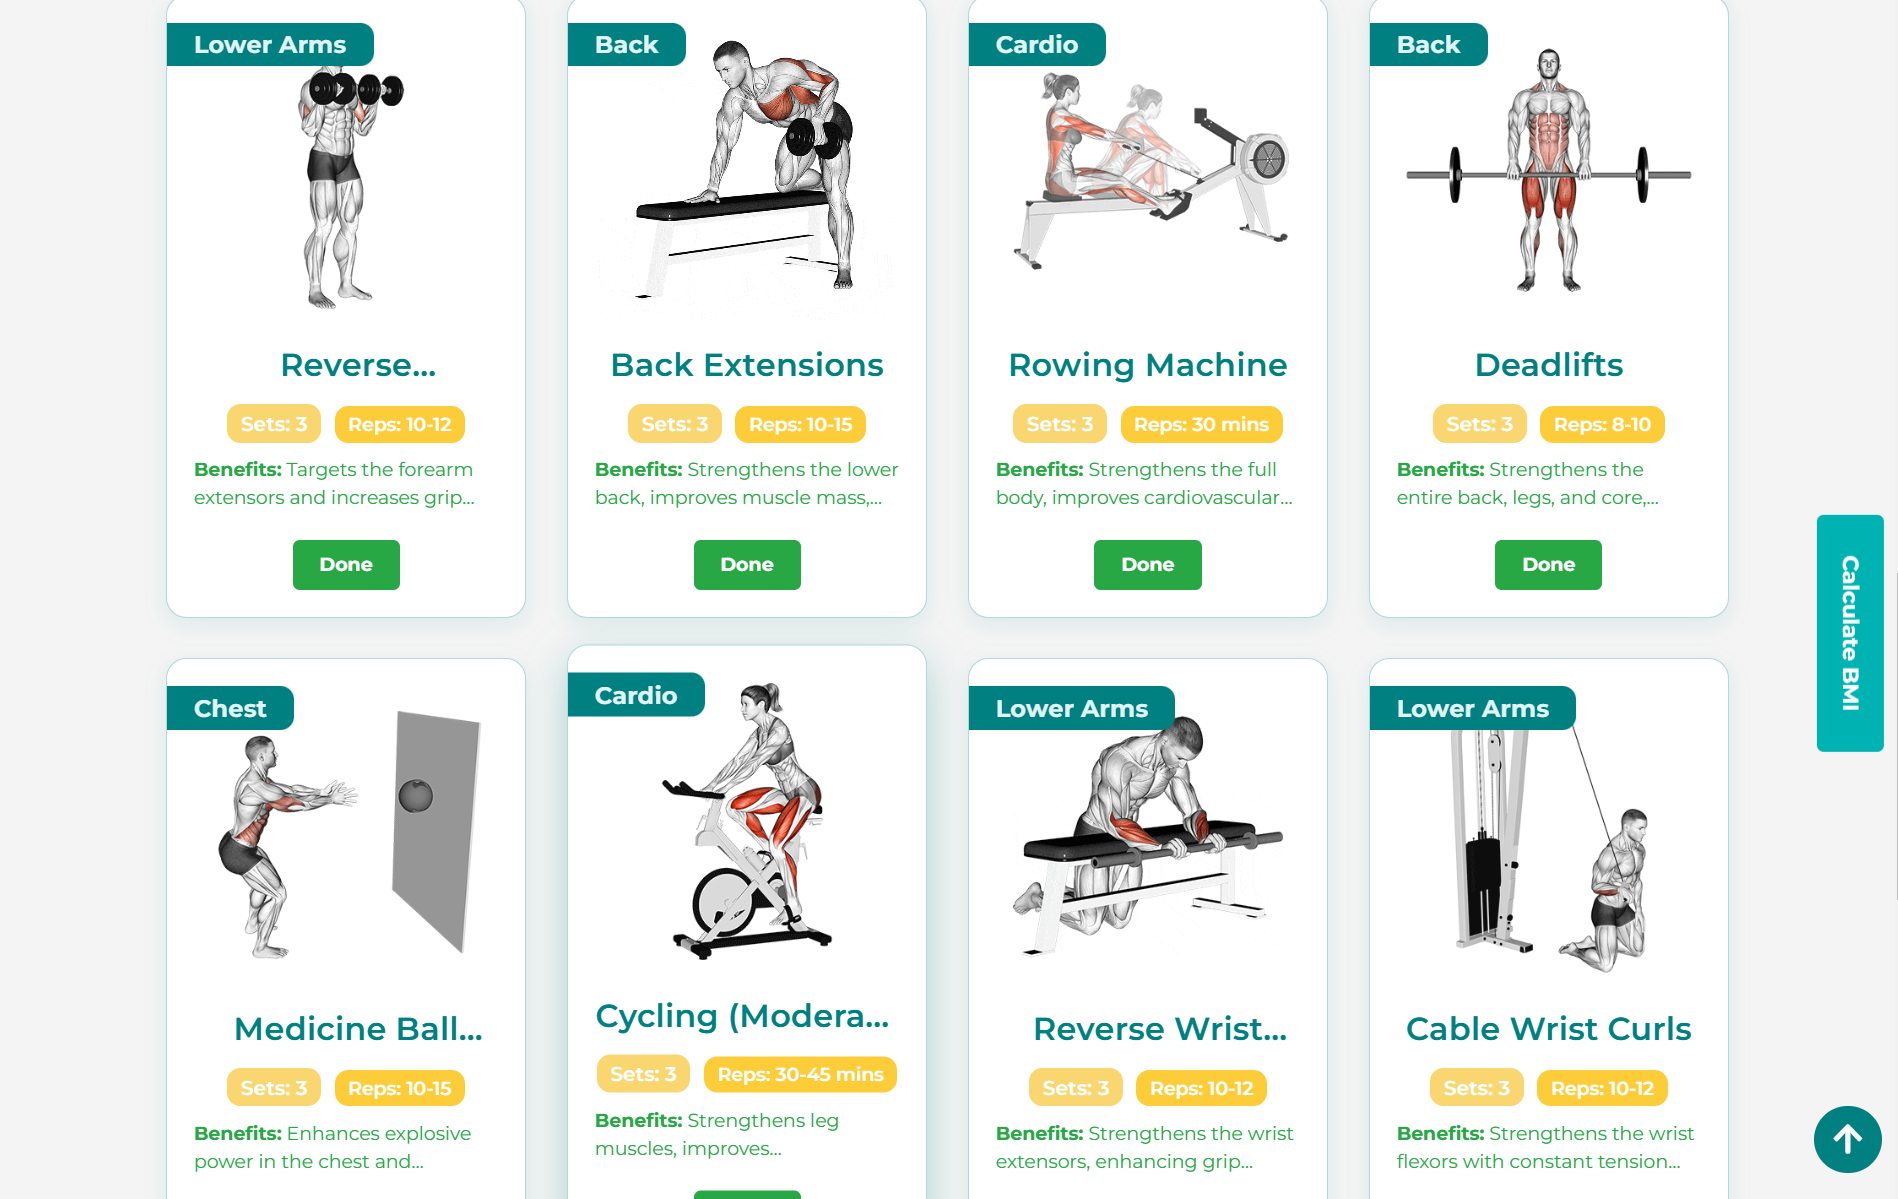 Lower Arms
Reverse...
Sets: 3 Reps: 10-12
Benefits: Targets the forearm
extensors and increases grip...
Done
Back
Back Extensions
Sets: 3 Reps: 10-15
Benefits: Strengthens the lower
back, improves muscle mass,...
Done
Cardio
Rowing Machine
Sets: 3 Reps: 30 mins
Benefits: Strengthens the full
body, improves cardiovascular...
Done
Back
Deadlifts
Sets: 3 Reps: 8-10
Benefits: Strengthens the
entire back, legs, and core,...
Done
Calculate BMI
Chest
Medicine Ball...
Sets: 3 Reps: 10-15
Benefits: Enhances explosive
power in the chest and...
Cardio
Cycling (Modera...
Sets: 3 Reps: 30-45 mins
Benefits: Strengthens leg
muscles, improves...
Lower Arms
Reverse Wrist...
Sets: 3 Reps: 10-12
Benefits: Strengthens the wrist
extensors, enhancing grip...
Lower Arms
Cable Wrist Curls
Sets: 3 Reps: 10-12
Benefits: Strengthens the wrist
flexors with constant tension...